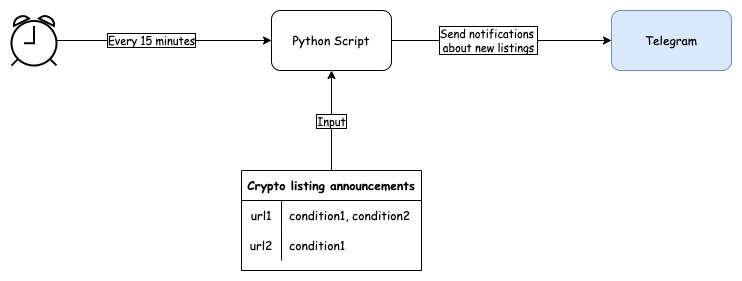 Every 15 minutes
Python Script
Send notifications
about new listings
Telegram
Input
Crypto listing announcements
url1 condition1, condition2
url2 condition1